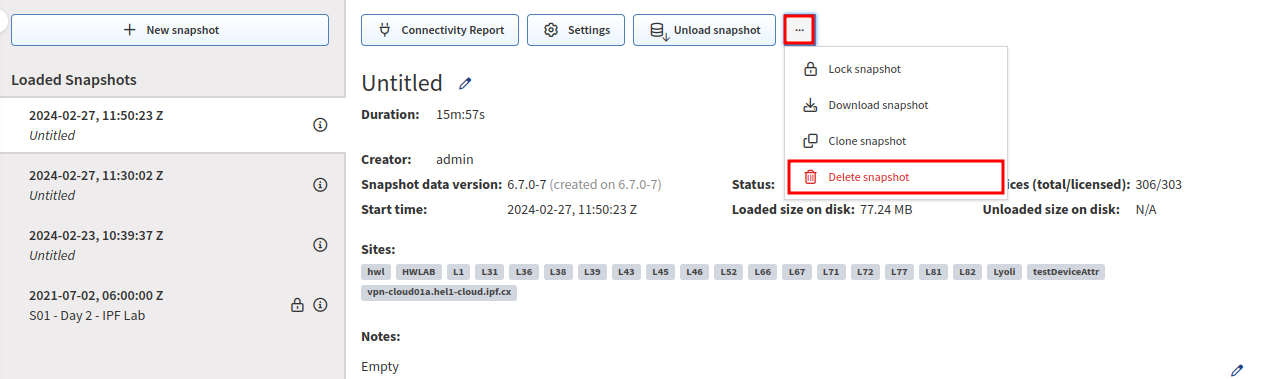 New snapshot
Loaded Snapshots
2024-02-27, 11:50:23 Z
Untitled
2024-02-27, 11:30:02 Z
Untitled
2024-02-23, 10:39:37 Z
Untitled
2021-07-02, 06:00:00 Z
S01 - Day 2 - IPF Lab
Connectivity Report Settings Unload snapshot ...
Lock snapshot
Download snapshot
Clone snapshot
Delete snapshot
Untitled
Duration: 15m:57s
Creator: admin
Snapshot data version: 6.7.0-7 (created on 6.7.0-7) Status: (total/licensed): 306/303
Start time: 2024-02-27, 11:50:23 Z Loaded size on disk: 77.24 MB Unloaded size on disk: N/A
Sites:
hwl HWLAB L1 L31 L36 L38 L39 L43 L45 L46 L52 L66 L67 L71 L72 L77 L81 L82 Lyoli testDeviceAttr
vpn-cloud01a.hel1-cloud.ipf.cx
Notes:
Empty